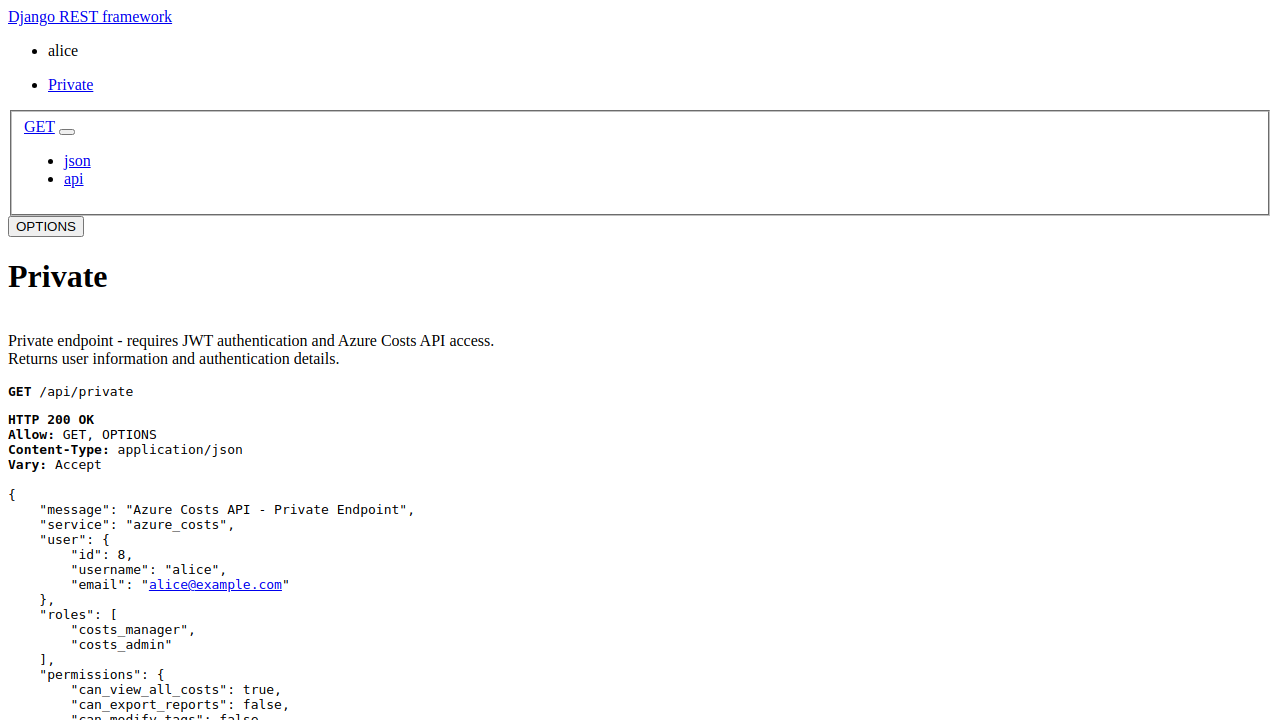 Django REST framework
alice
Private
GET
json
api
OPTIONS
Private
Private endpoint - requires JWT authentication and Azure Costs API access.
Returns user information and authentication details.
GET /api/private
HTTP 200 OK
Allow: GET, OPTIONS
Content-Type: application/json
Vary: Accept
{
    "message": "Azure Costs API - Private Endpoint",
    "service": "azure_costs",
    "user": {
        "id": 8,
        "username": "alice",
        "email": "alice@example.com"
    },
    "roles": [
        "costs_manager",
        "costs_admin"
    ],
    "permissions": {
        "can_view_all_costs": true,
        "can_export_reports": false,
        "can_modify_tags": false